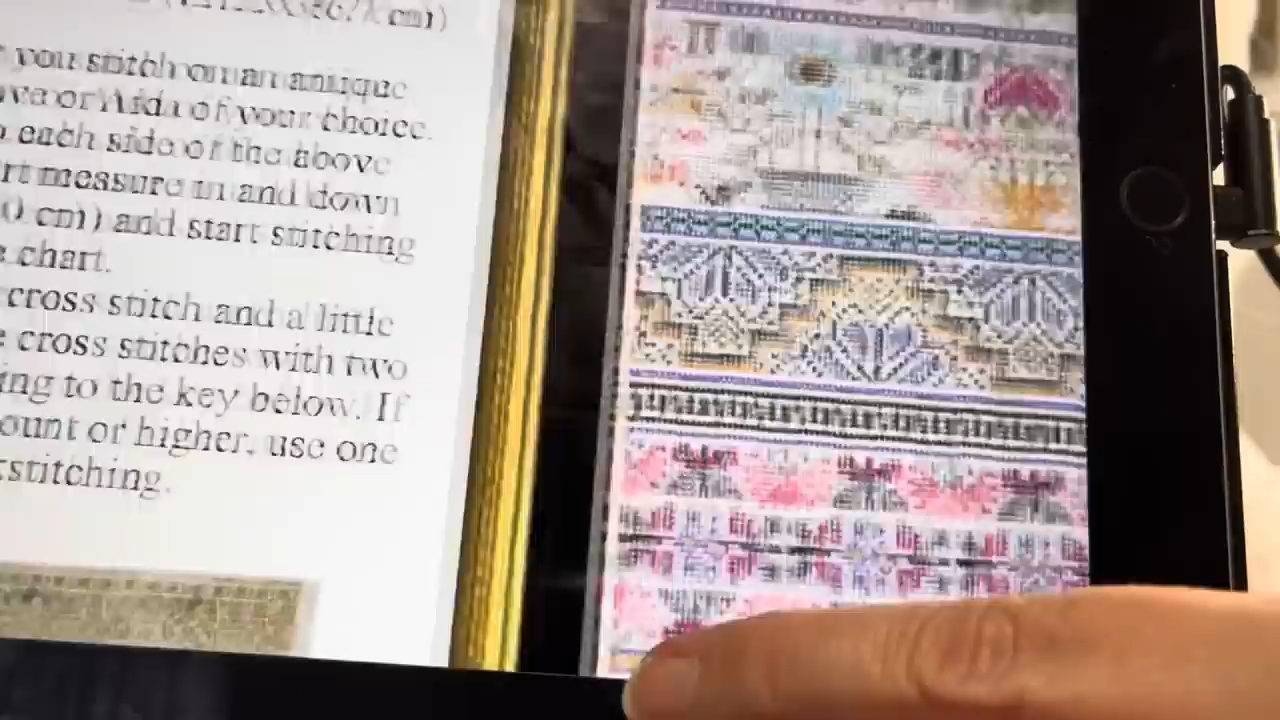 cm)
you stitch on an antique
or Aida of your choice.
each side of the above
measure in and down
cm) and start stitching
chart.
cross stitch and a little
cross stitches with two
to the key below. If
or higher, use one
stitching.